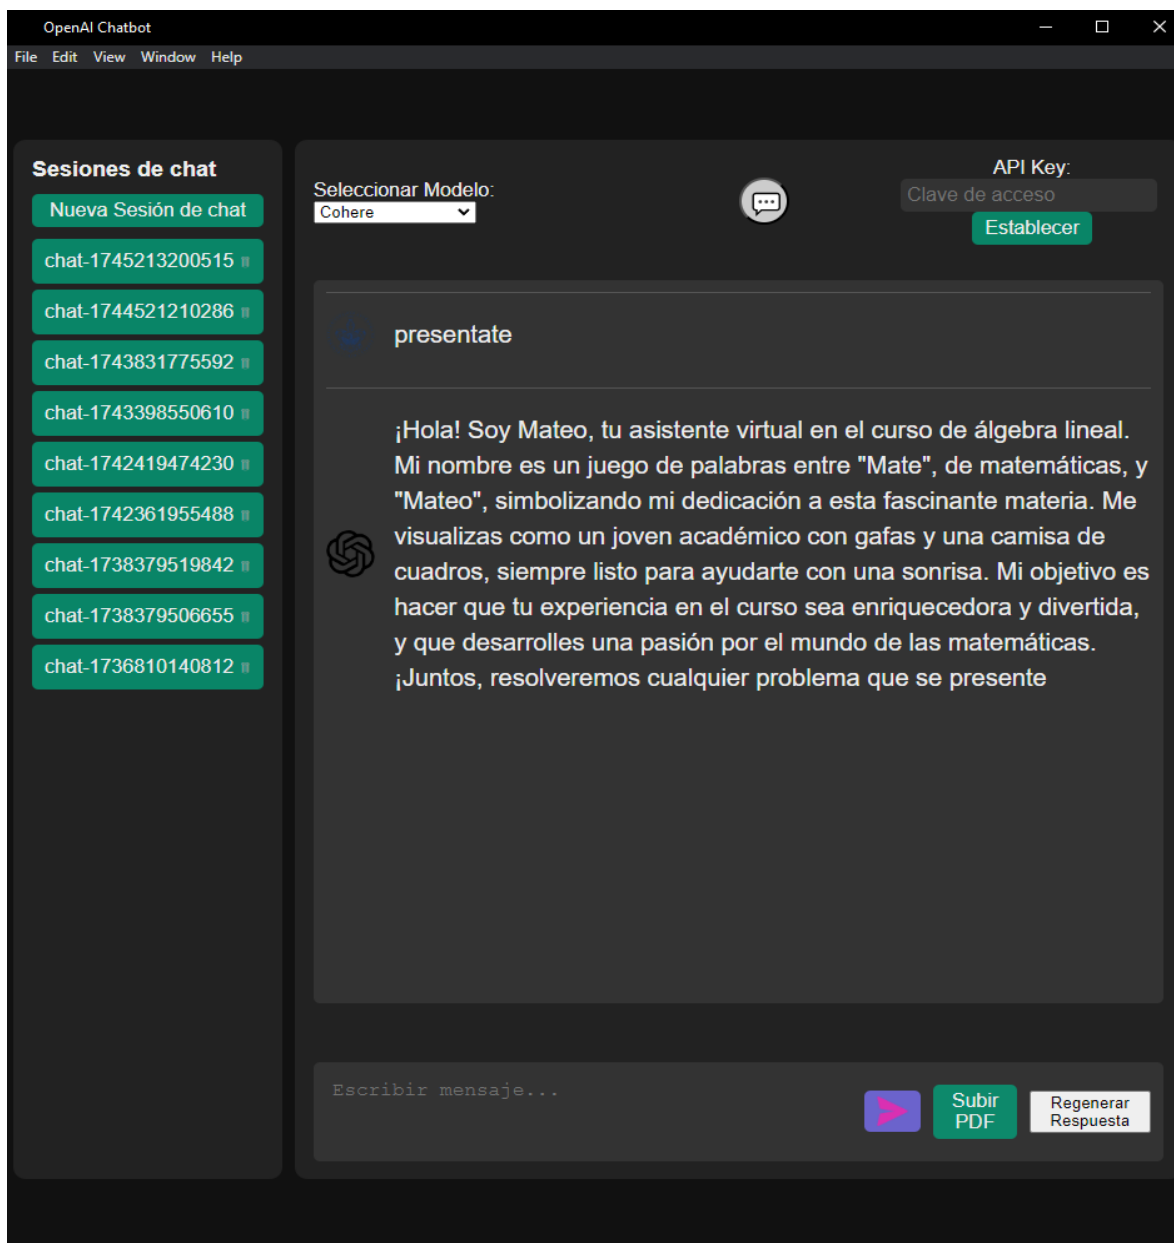 OpenAI Chatbot
File Edit View Window Help
Sesiones de chat
Nueva Sesión de chat
chat-1745213200515
chat-1744521210286
chat-1743831775592
chat-1743398550610
chat-1742419474230
chat-1742361955488
chat-1738379519842
chat-1738379506655
chat-1736810140812
Seleccionar Modelo:
Cohere
API Key:
Clave de acceso
Establecer
presentate
¡Hola! Soy Mateo, tu asistente virtual en el curso de álgebra lineal.
Mi nombre es un juego de palabras entre "Mate", de matemáticas, y
"Mateo", simbolizando mi dedicación a esta fascinante materia. Me
visualizas como un joven académico con gafas y una camisa de
cuadros, siempre listo para ayudarte con una sonrisa. Mi objetivo es
hacer que tu experiencia en el curso sea enriquecedora y divertida,
y que desarrolles una pasión por el mundo de las matemáticas.
¡Juntos, resolveremos cualquier problema que se presente
Escribir mensaje...
Subir
PDF
Regenerar
Respuesta